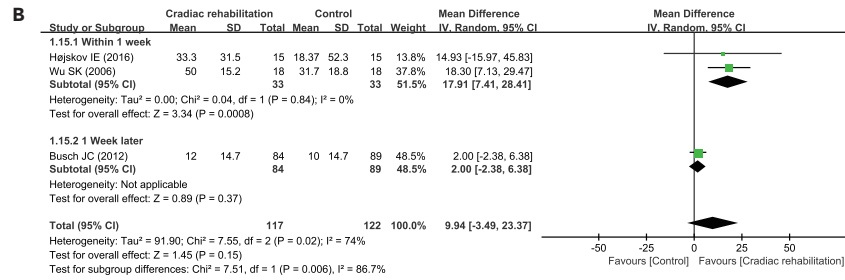 B
Cradiac rehabilitation Control Mean Difference Mean Difference
Study or Subgroup Mean SD Total Mean SD Total Weight IV, Random, 95% CI IV, Random, 95% CI
1.15.1 Within 1 week
Højskov IE (2016) 33.3 31.5 15 18.37 52.3 15 13.8% 14.93 [-15.97, 45.83]
Wu SK (2006) 50 15.2 18 31.7 18.8 18 37.8% 18.30 [7.13, 29.47]
Subtotal (95% CI) 33 33 51.5% 17.91 [7.41, 28.41]
Heterogeneity: Tau² = 0.00; Chi² = 0.04, df = 1 (P = 0.84); I² = 0%
Test for overall effect: Z = 3.34 (P = 0.0008)
1.15.2 1 Week later
Busch JC (2012) 12 14.7 84 10 14.7 89 48.5% 2.00 [-2.38, 6.38]
Subtotal (95% CI) 84 89 48.5% 2.00 [-2.38, 6.38]
Heterogeneity: Not applicable
Test for overall effect: Z = 0.89 (P = 0.37)
Total (95% CI) 117 122 100.0% 9.94 [-3.49, 23.37]
Heterogeneity: Tau² = 91.90; Chi² = 7.55, df = 2 (P = 0.02); I² = 74%
Test for overall effect: Z = 1.45 (P = 0.15)
Test for subgroup differences: Chi² = 7.51, df = 1 (P = 0.006), I² = 86.7%
-50 -25 0 25 50
Favours [Control] Favours [Cradiac rehabilitation]